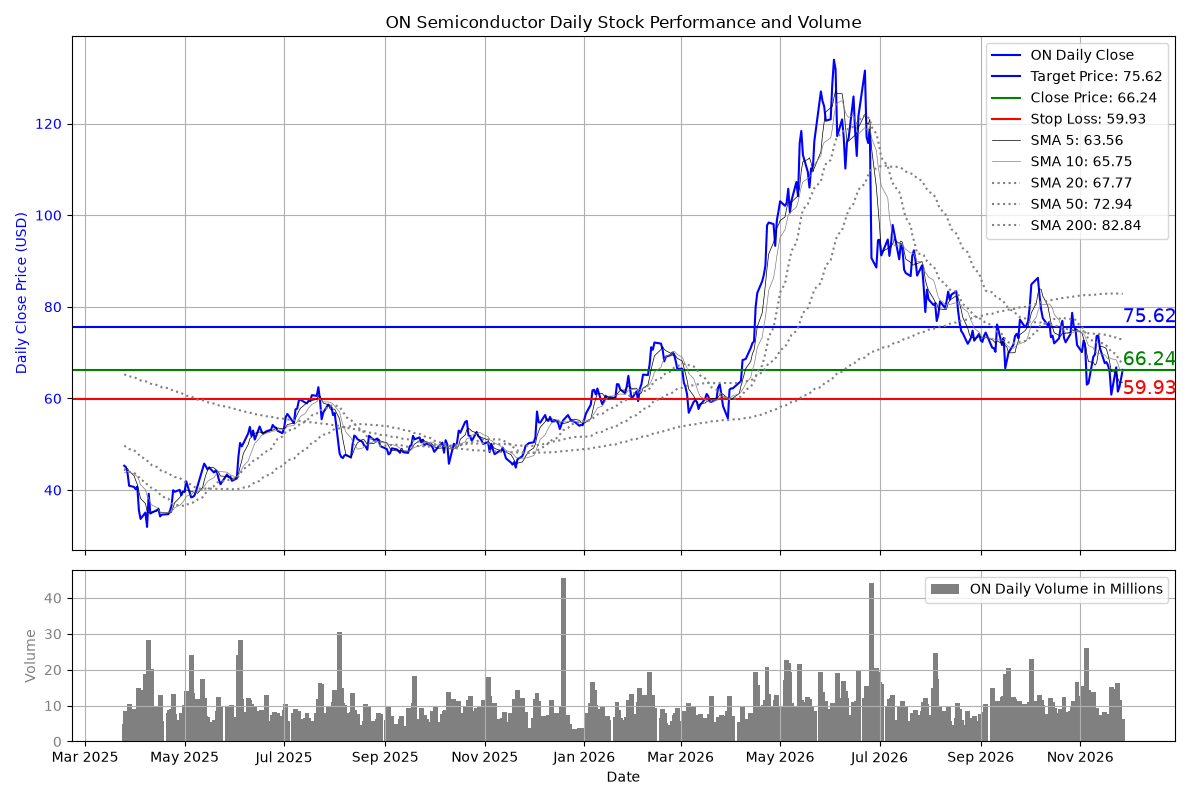 ON Semiconductor Daily Stock Performance and Volume
Daily Close Price (USD)
120
100
80
60
40
ON Daily Close
Target Price: 75.62
Close Price: 66.24
Stop Loss: 59.93
SMA 5: 63.56
SMA 10: 65.75
SMA 20: 67.77
SMA 50: 72.94
SMA 200: 82.84
75.62
66.24
59.93
Volume
40
30
20
10
0
ON Daily Volume in Millions
Mar 2025 May 2025 Jul 2025 Sep 2025 Nov 2025 Jan 2026 Mar 2026 May 2026 Jul 2026 Sep 2026 Nov 2026
Date